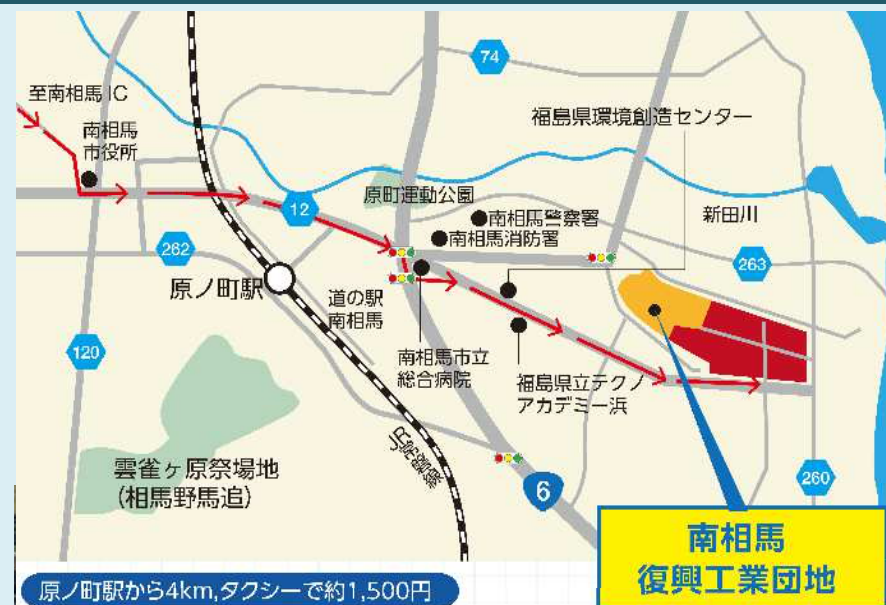 74
23
至南相馬IC
福島県環境創造センター
南相馬
市役所
原町運動公園
12
南相馬警察署
新田川
南相馬消防署
262
263
原ノ町駅
道の駅
南相馬
120
南相馬市立
総合病院
福島県立テクノ
アカデミー浜
JR常磐線
雲雀ヶ原祭場地
(相馬野馬追)
6
260
南相馬
復興工業団地
原ノ町駅から4km,タクシーで約1,500円